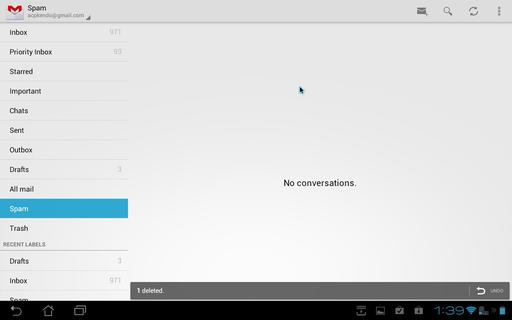 Spam
acpkendo@gmail.com
Inbox 971
Priority Inbox 93
Starred
Important
Chats
Sent
Outbox
Drafts 3
All mail
Spam
Trash
RECENT LABELS
Drafts 3
Inbox 971
Spam
No conversations.
1 deleted.
UNDO
1:39